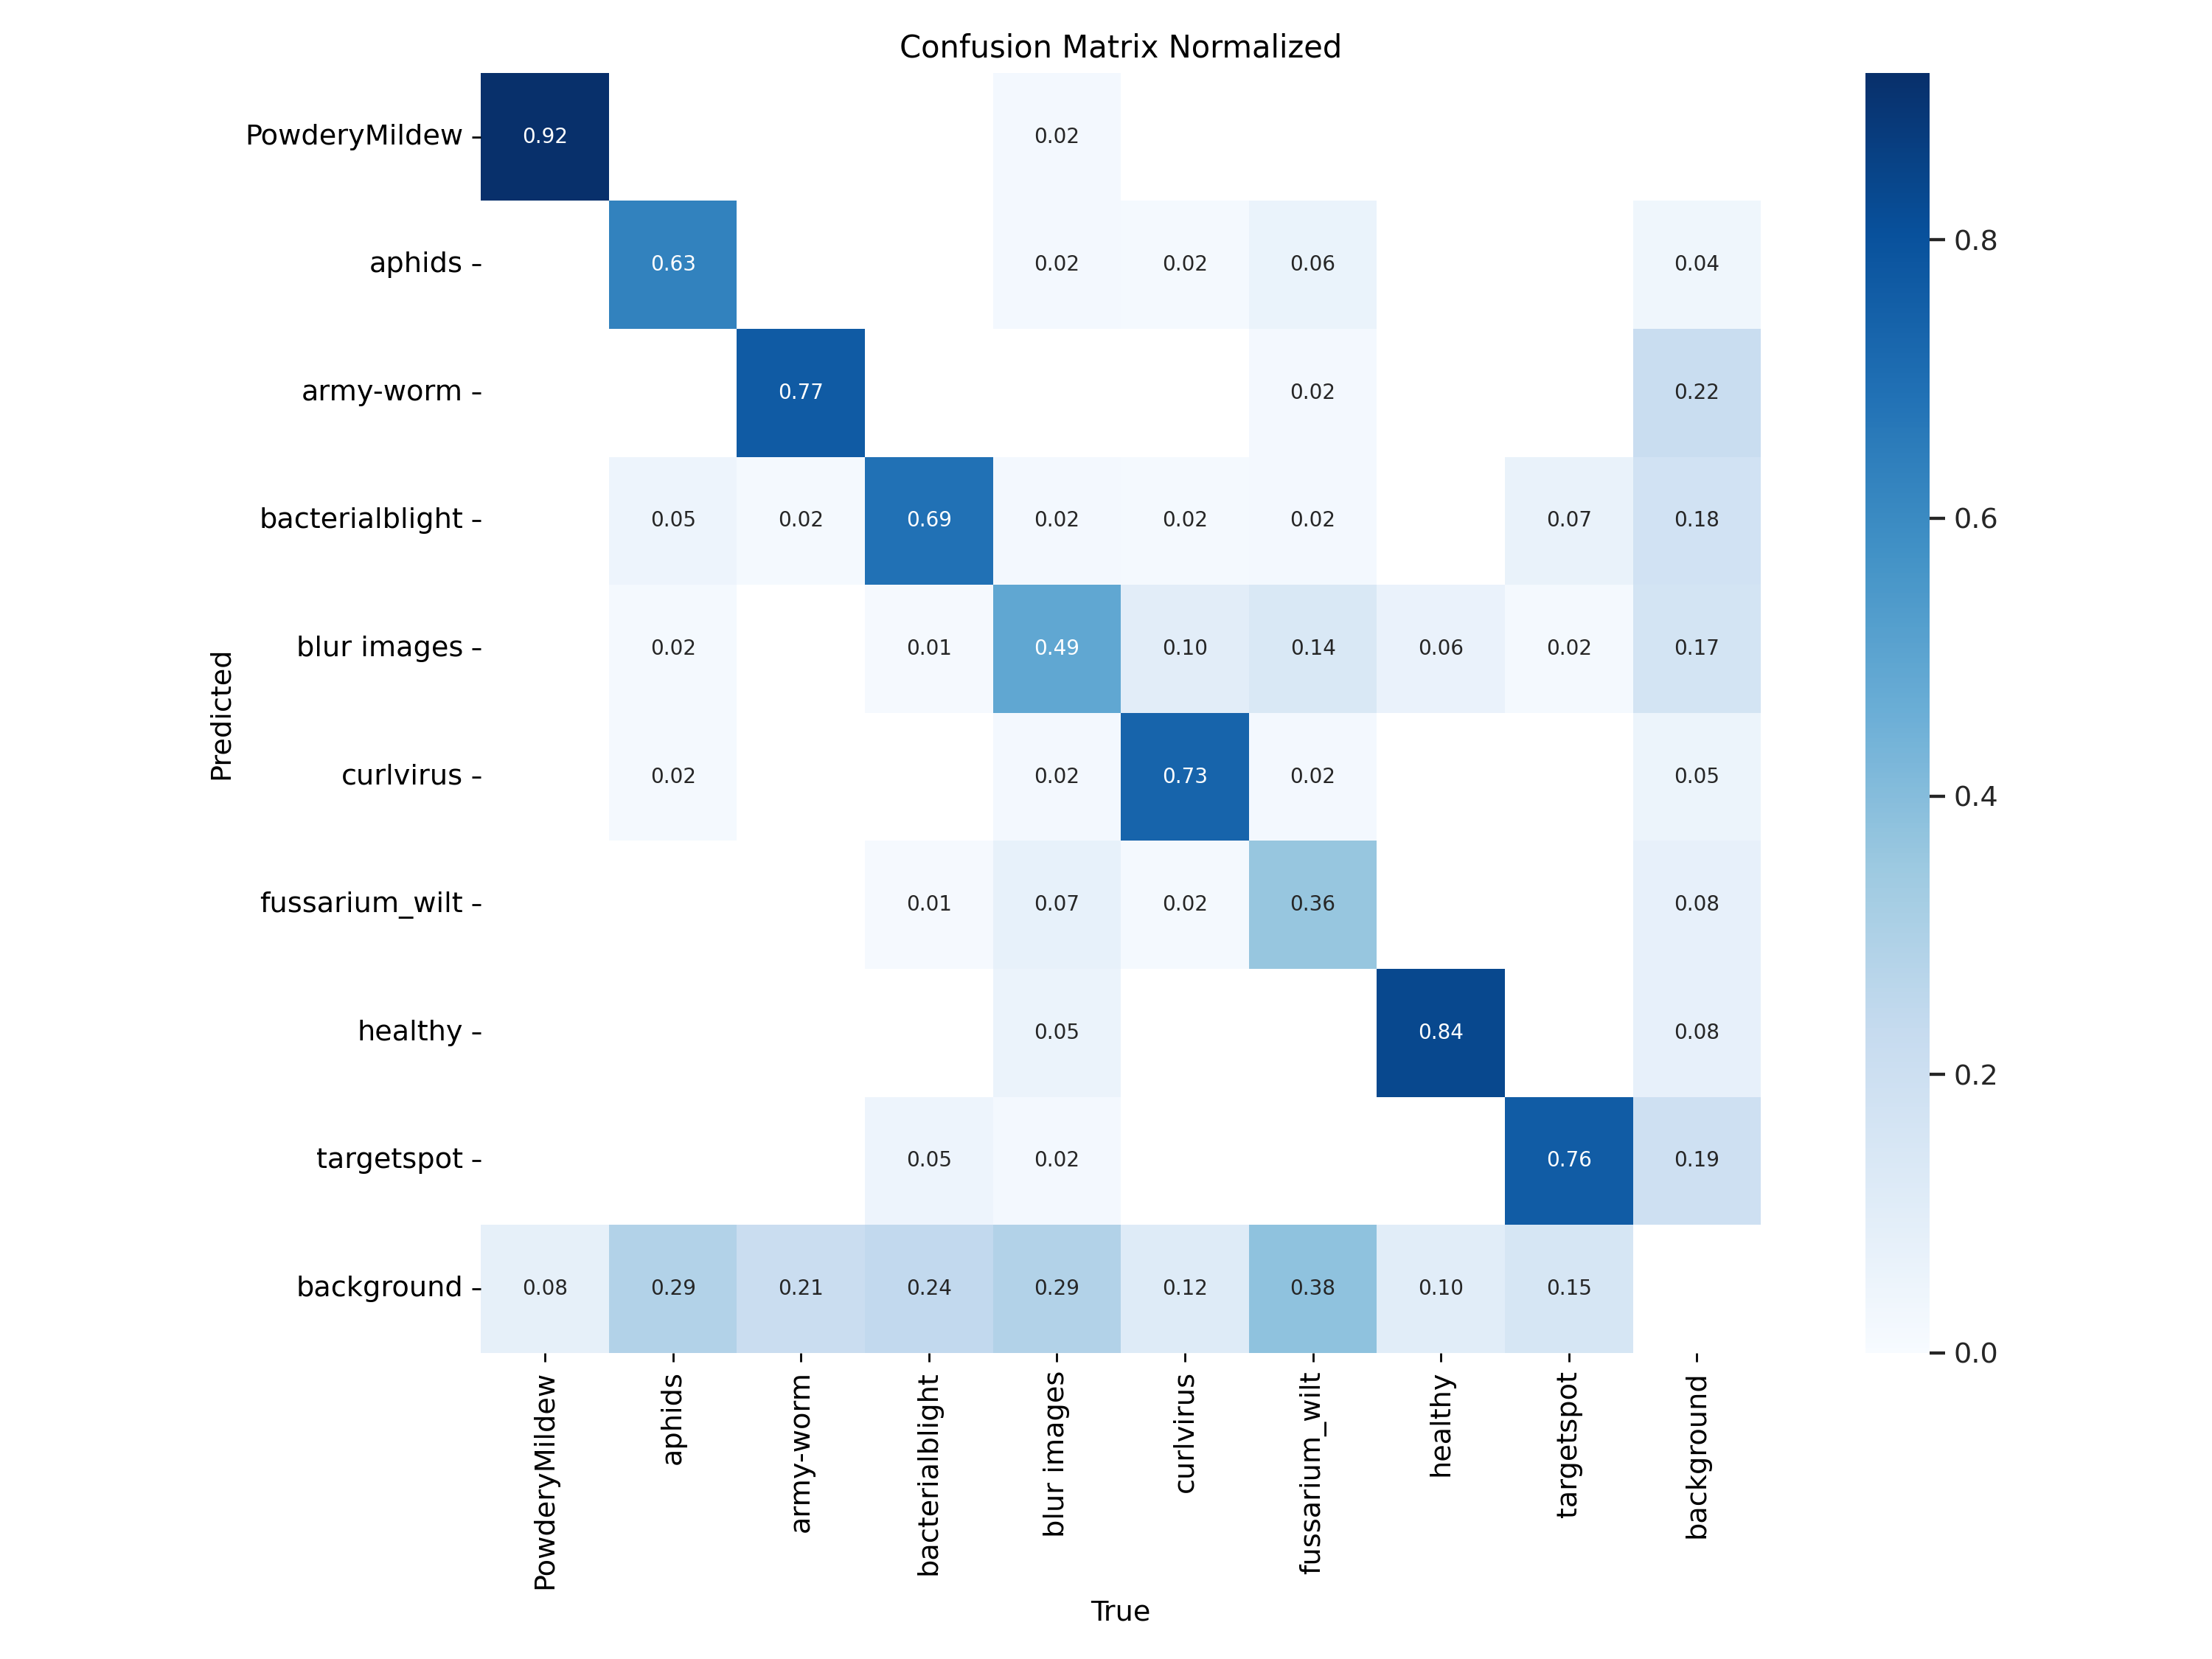 Confusion Matrix Normalized
PowderyMildew 0.92 0.02
aphids 0.63 0.02 0.02 0.06 0.04
army-worm 0.77 0.02 0.22
bacterialblight 0.05 0.02 0.69 0.02 0.02 0.02 0.07 0.18
blur images 0.02 0.01 0.49 0.10 0.14 0.06 0.02 0.17
curlvirus 0.02 0.02 0.73 0.02 0.05
fussarium_wilt 0.01 0.07 0.02 0.36 0.08
healthy 0.05 0.84 0.08
targetspot 0.05 0.02 0.76 0.19
background 0.08 0.29 0.21 0.24 0.29 0.12 0.38 0.10 0.15
Predicted
PowderyMildew
aphids
army-worm
bacterialblight
blur images
curlvirus
fussarium_wilt
healthy
targetspot
background
True
0.8
0.6
0.4
0.2
0.0